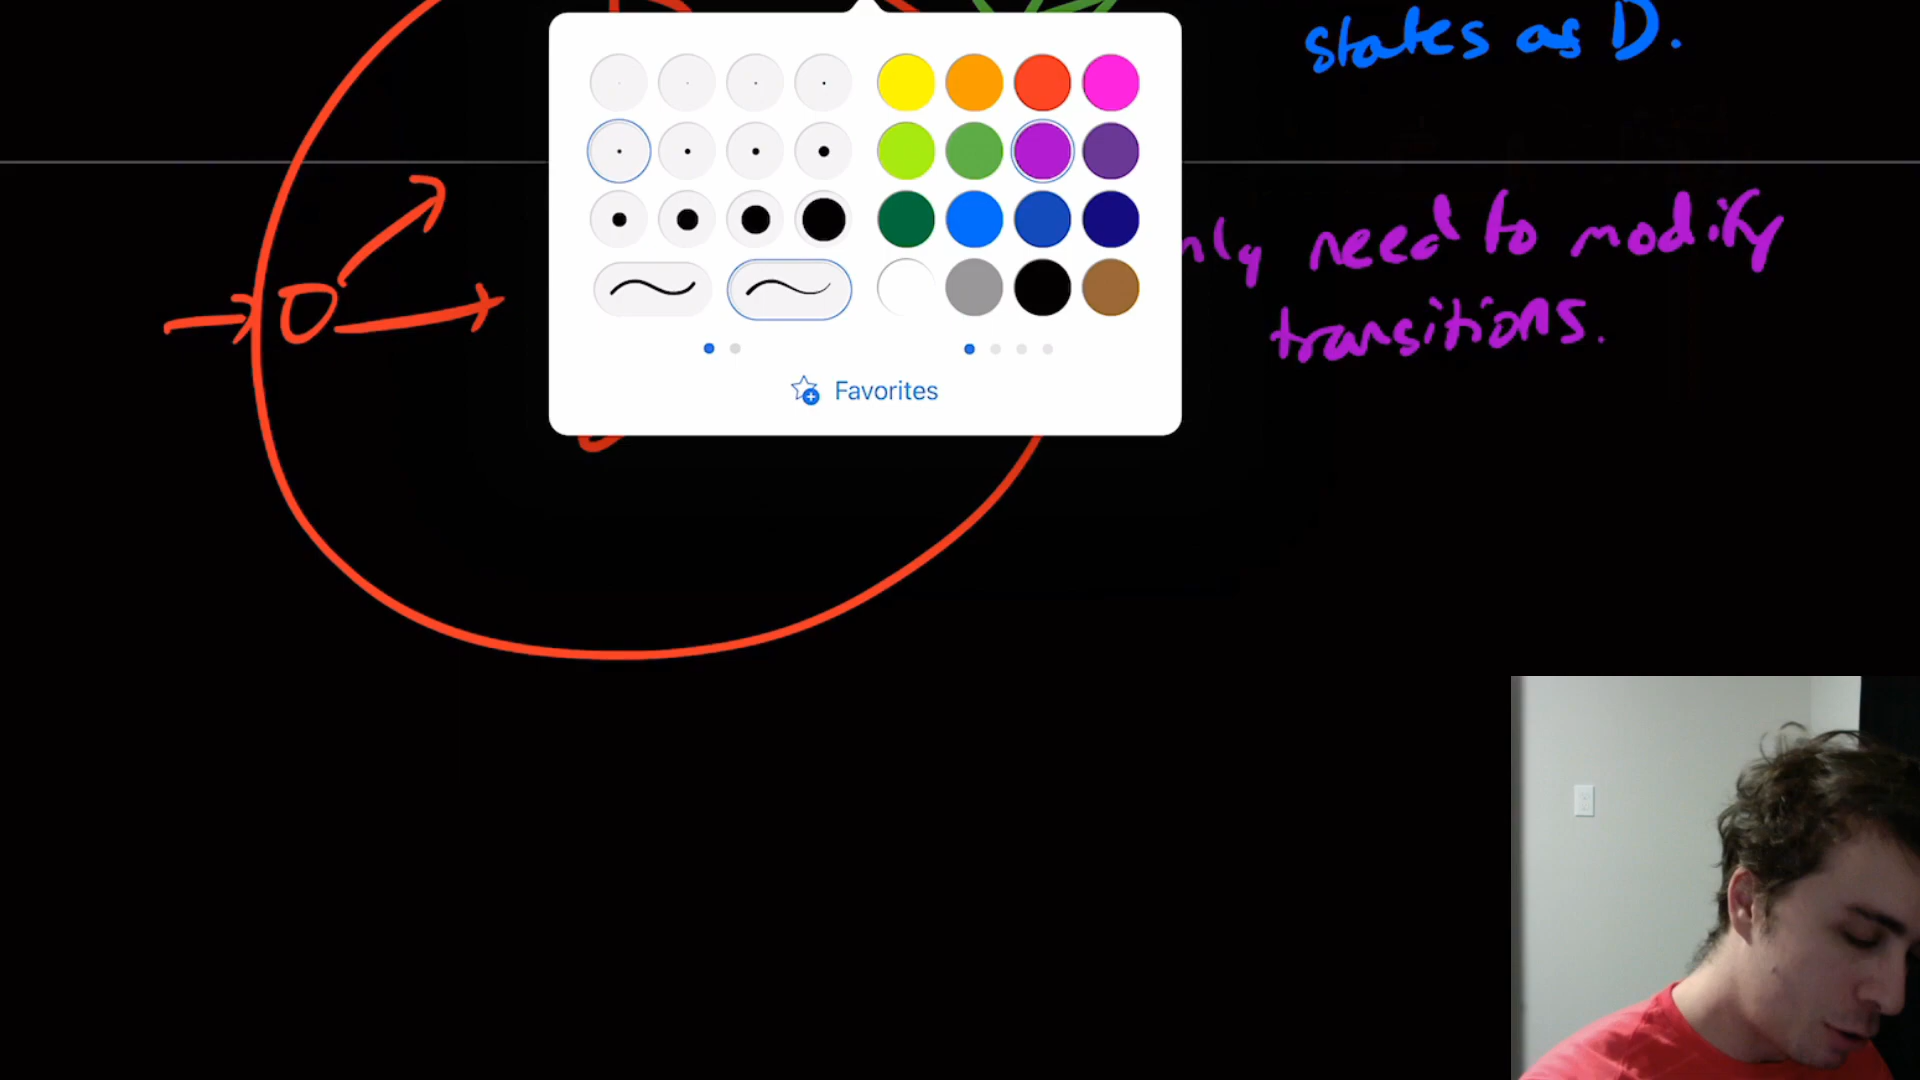 states as D.
nly need to modify
transitions.
Favorites